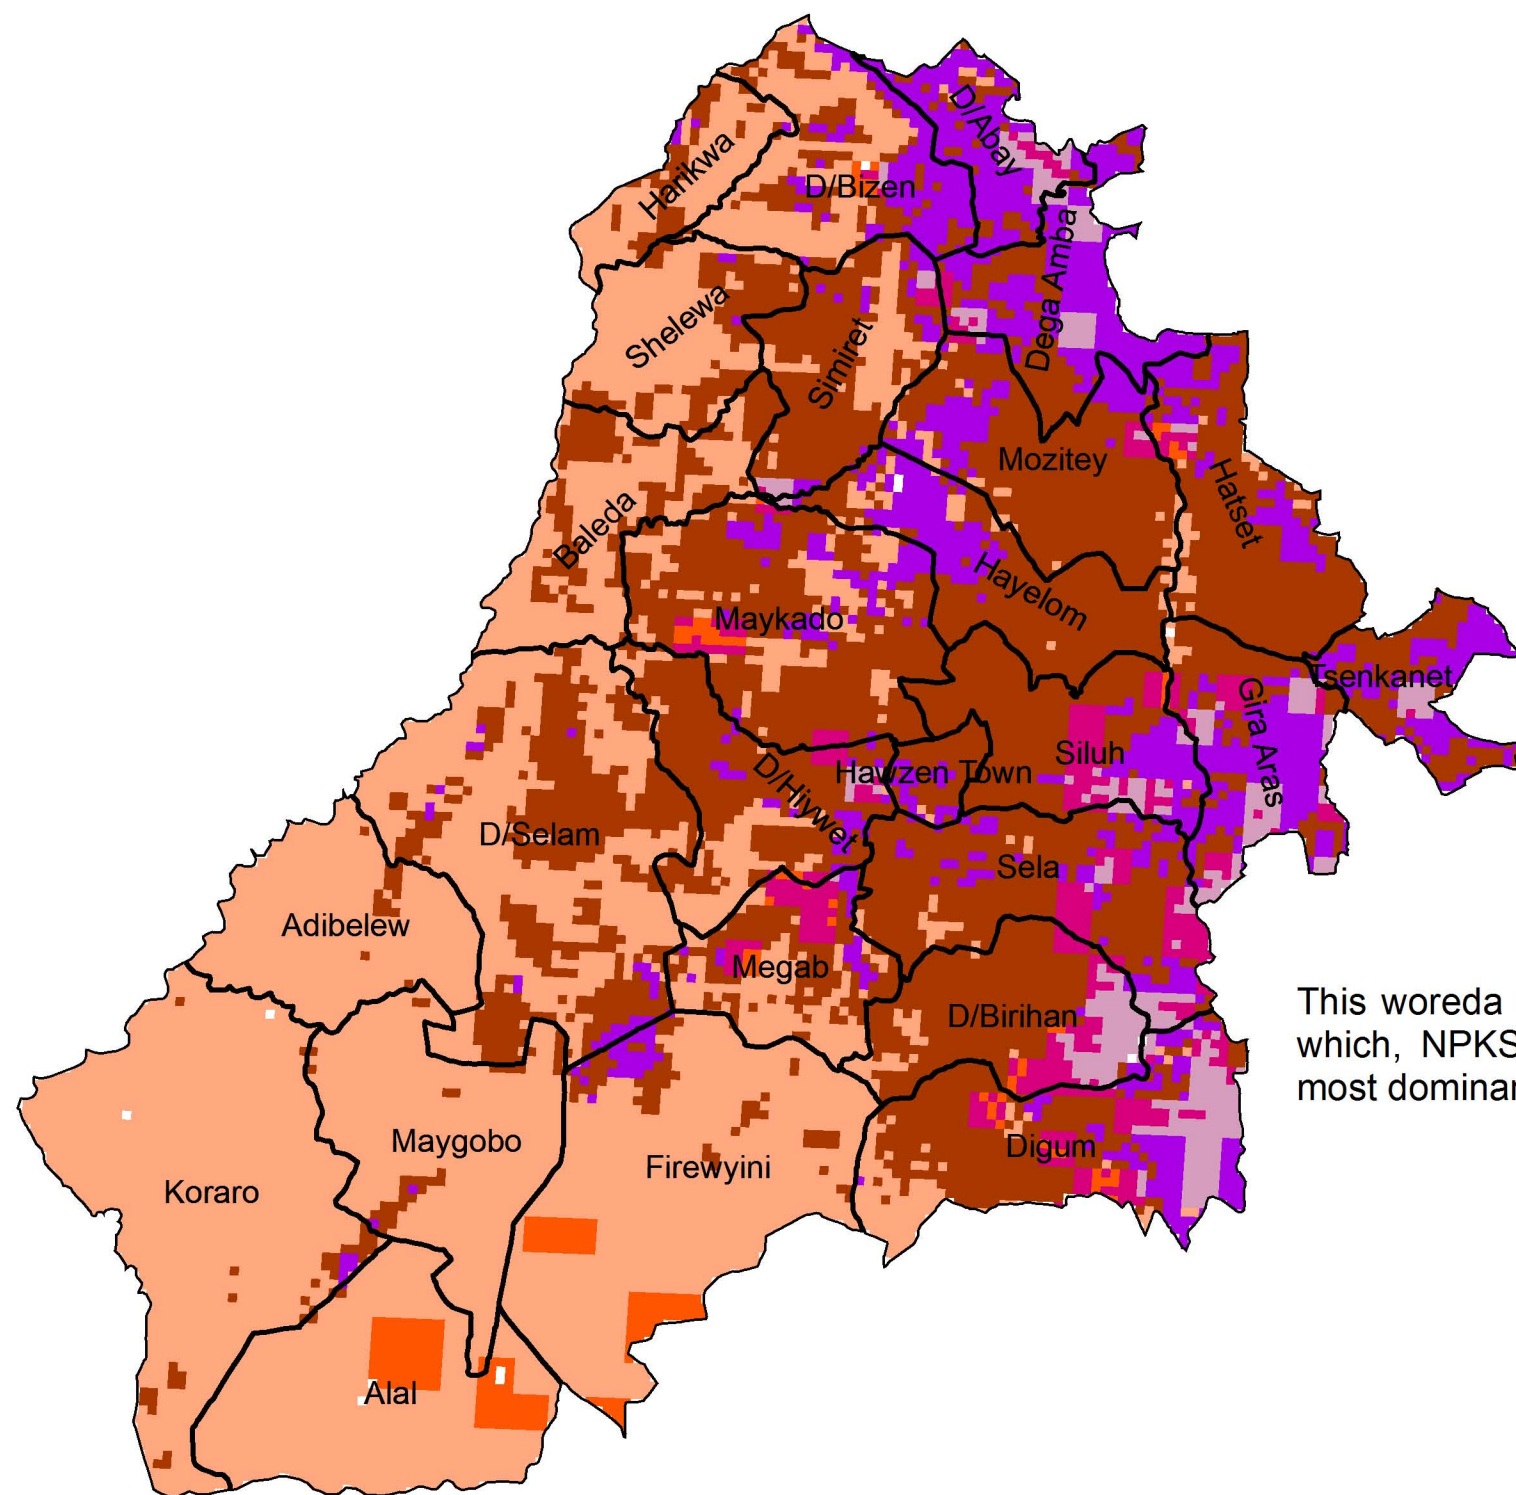 D/Abay
Harikwa
D/Bizen
Dega Amba
Shelewa
Simiret
Mozitey
Hatset
Baleda
Hayelom
Maykado
Tsenkanet
Gira Aras
Siluh
Hawzen Town
D/Hiywet
D/Selam
Sela
Adibelew
Megab
D/Birihan
This woreda
which, NPKS
most dominan
Maygobo
Digum
Firewyini
Koraro
Alal